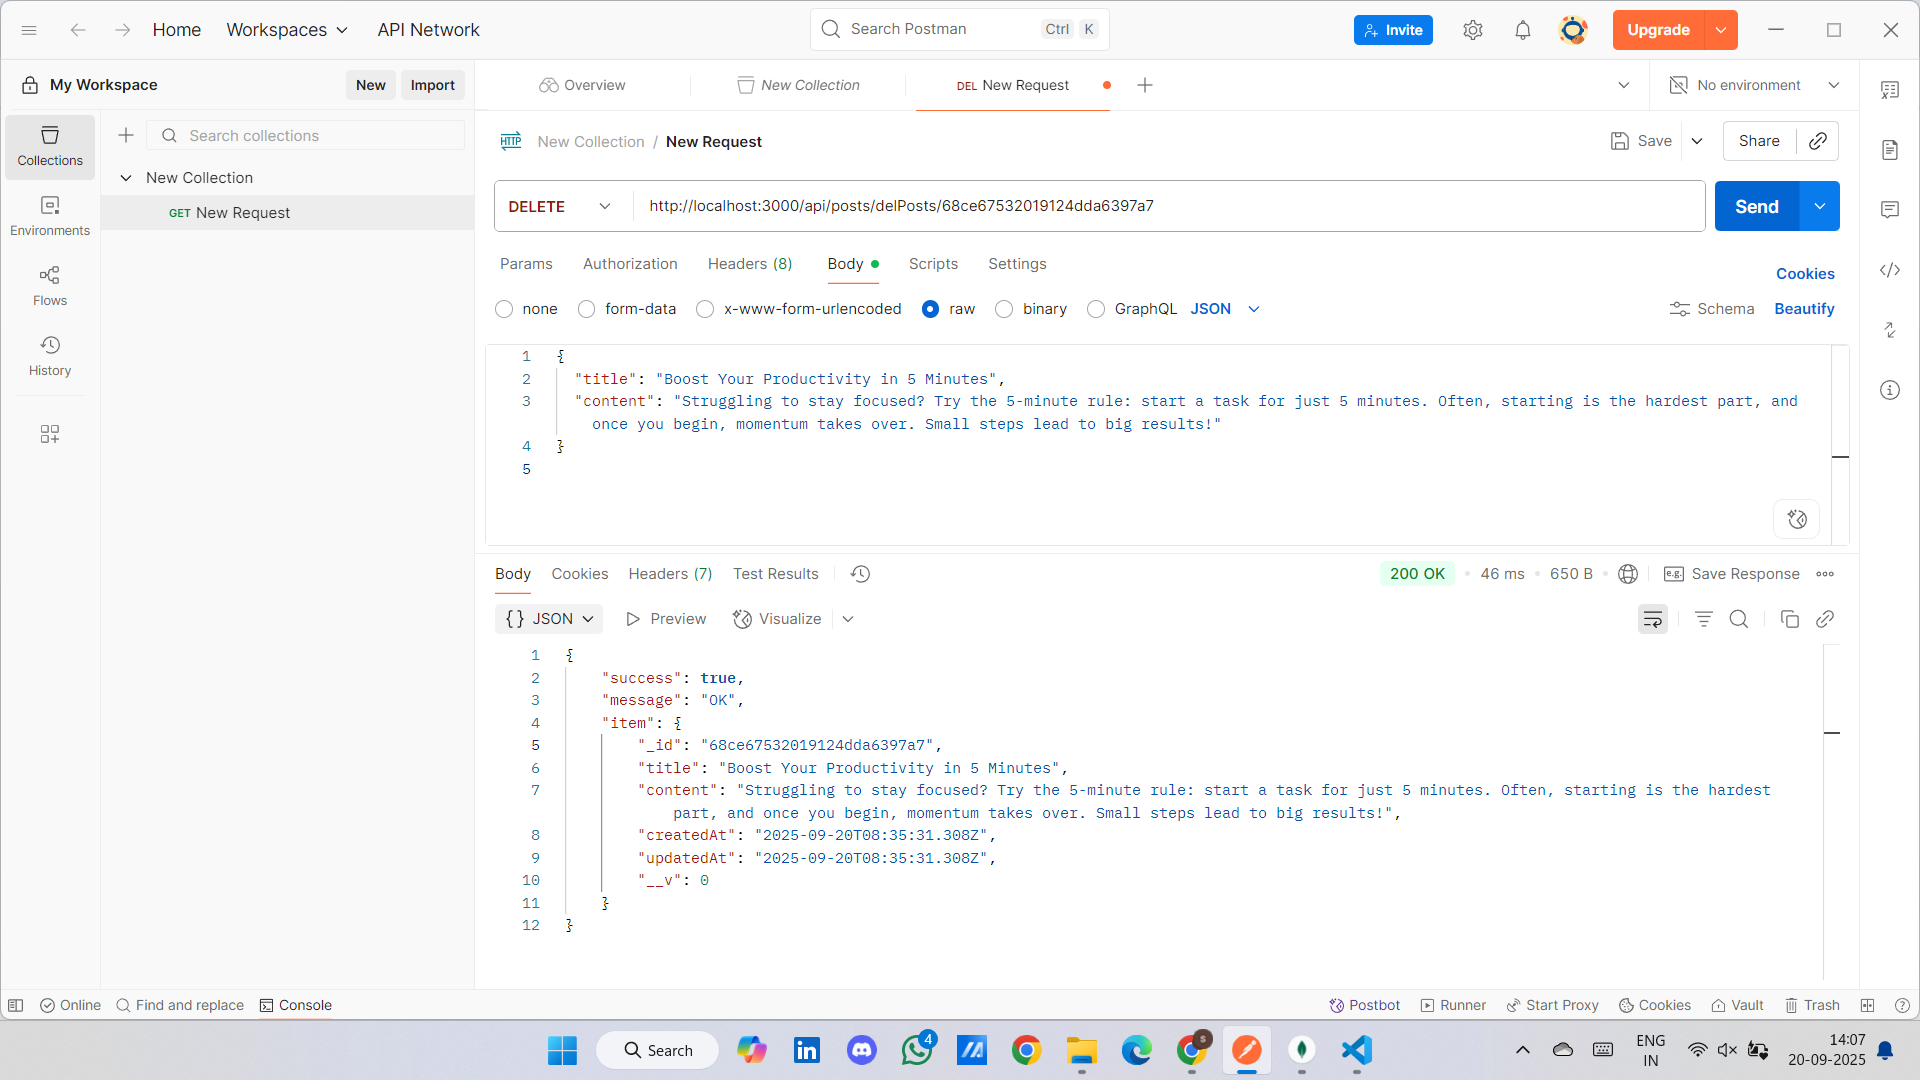 Home Workspaces API Network Search Postman Ctrl K Invite Upgrade
My Workspace New Import
Overview New Collection DEL New Request No environment
Collections
Environments
Flows
History
Search collections
New Collection
GET New Request
HTTP New Collection / New Request Save Share
DELETE http://localhost:3000/api/posts/delPosts/68ce67532019124dda6397a7 Send
Params Authorization Headers (8) Body Scripts Settings Cookies
none form-data x-www-form-urlencoded raw binary GraphQL JSON Schema Beautify
1 {
2 "title": "Boost Your Productivity in 5 Minutes",
3 "content": "Struggling to stay focused? Try the 5-minute rule: start a task for just 5 minutes. Often, starting is the hardest part, and
once you begin, momentum takes over. Small steps lead to big results!"
4 }
5
Body Cookies Headers (7) Test Results 200 OK 46 ms 650 B e.g. Save Response
{} JSON Preview Visualize
1 {
2 "success": true,
3 "message": "OK",
4 "item": {
5 "_id": "68ce67532019124dda6397a7",
6 "title": "Boost Your Productivity in 5 Minutes",
7 "content": "Struggling to stay focused? Try the 5-minute rule: start a task for just 5 minutes. Often, starting is the hardest
part, and once you begin, momentum takes over. Small steps lead to big results!",
8 "createdAt": "2025-09-20T08:35:31.308Z",
9 "updatedAt": "2025-09-20T08:35:31.308Z",
10 "__v": 0
11 }
12 }
Online Find and replace Console Postbot Runner Start Proxy Cookies Vault Trash
Search 4 S ENG IN 14:07
20-09-2025